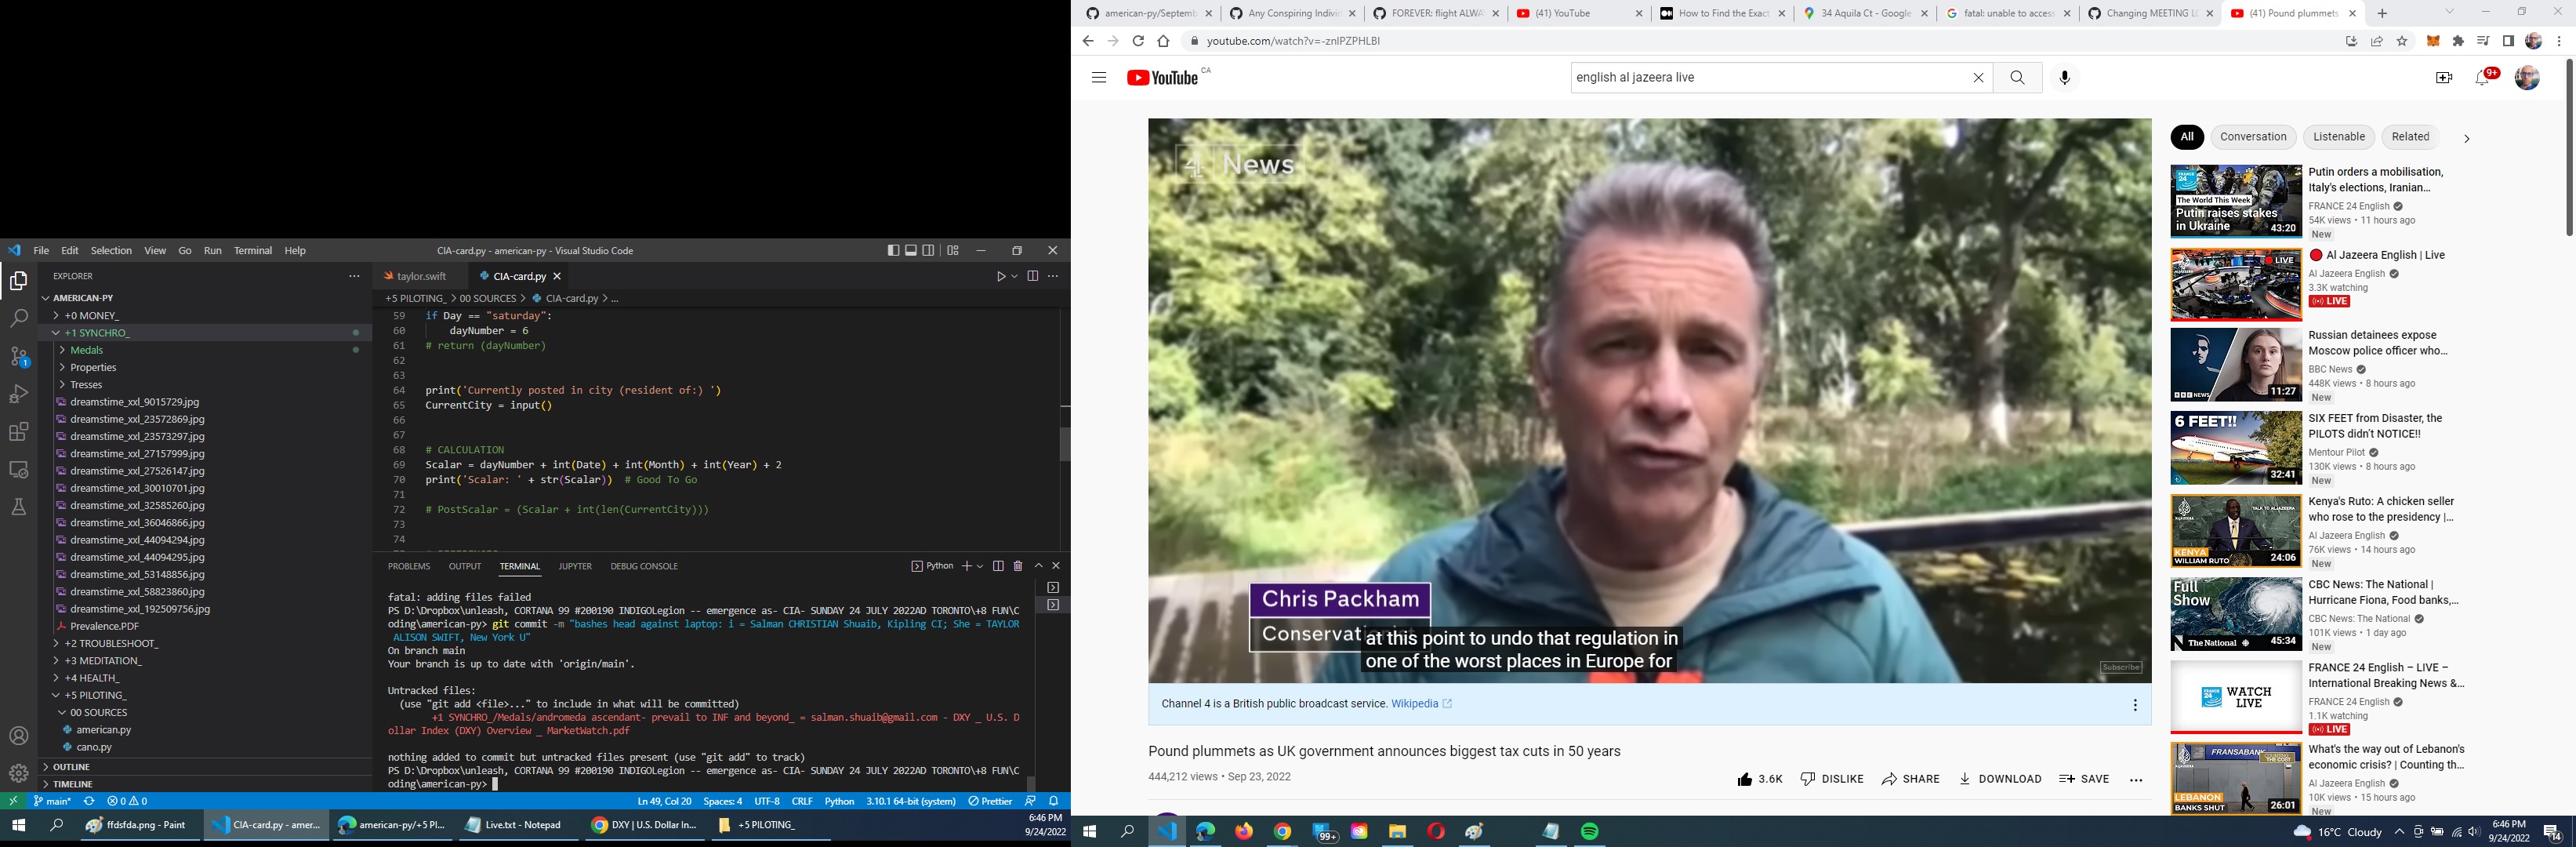 File Edit Selection View Go Run Terminal Help
CIA-card.py - american-py - Visual Studio Code
EXPLORER
AMERICAN-PY
+0 MONEY_
+1 SYNCHRO_
Medals
Properties
Tresses
dreamstime_xxl_9015729.jpg
dreamstime_xxl_23572869.jpg
dreamstime_xxl_23573297.jpg
dreamstime_xxl_27157999.jpg
dreamstime_xxl_27526147.jpg
dreamstime_xxl_30010701.jpg
dreamstime_xxl_32585260.jpg
dreamstime_xxl_36046866.jpg
dreamstime_xxl_44094294.jpg
dreamstime_xxl_44094295.jpg
dreamstime_xxl_53148856.jpg
dreamstime_xxl_58823860.jpg
dreamstime_xxl_192509756.jpg
Prevalence.PDF
+2 TROUBLESHOOT_
+3 MEDITATION_
+4 HEALTH_
+5 PILOTING_
00 SOURCES
american.py
cano.py
OUTLINE
TIMELINE
taylor.swift CIA-card.py
+5 PILOTING_ > 00 SOURCES > CIA-card.py > ...
59 if Day == "saturday":
60 dayNumber = 6
61 # return (dayNumber)
62
63
64 print('Currently posted in city (resident of:) ')
65 CurrentCity = input()
66
67
68 # CALCULATION
69 Scalar = dayNumber + int(Date) + int(Month) + int(Year) + 2
70 print('Scalar: ' + str(Scalar)) # Good To Go
71
72 # PostScalar = (Scalar + int(len(CurrentCity)))
73
74
PROBLEMS OUTPUT TERMINAL JUPYTER DEBUG CONSOLE
Python
fatal: adding files failed
PS D:\Dropbox\unleash, CORTANA 99 #200190 INDIGOLegion -- emergence as- CIA- SUNDAY 24 JULY 2022AD TORONTO\+8 FUN\C
oding\american-py> git commit -m "bashes head against laptop: i = Salman CHRISTIAN Shuaib, Kipling CI; She = TAYLOR
ALISON SWIFT, New York U"
On branch main
Your branch is up to date with 'origin/main'.
Untracked files:
(use "git add <file>..." to include in what will be committed)
+1 SYNCHRO_/Medals/andromeda ascendant- prevail to INF and beyond_ = salman.shuaib@gmail.com - DXY _ U.S. D
ollar Index (DXY) Overview _ MarketWatch.pdf
nothing added to commit but untracked files present (use "git add" to track)
PS D:\Dropbox\unleash, CORTANA 99 #200190 INDIGOLegion -- emergence as- CIA- SUNDAY 24 JULY 2022AD TORONTO\+8 FUN\C
oding\american-py>
main* 0 0 Ln 49, Col 20 Spaces: 4 UTF-8 CRLF Python 3.10.1 64-bit (system) Prettier
ffdsfda.png - Paint CIA-card.py - amer... american-py/+5 PI... Live.txt - Notepad DXY | U.S. Dollar In... +5 PILOTING_
6:46 PM
9/24/2022
american-py/Septemb Any Conspiring Individ FOREVER: flight ALWA (41) YouTube How to Find the Exact 34 Aquila Ct - Google fatal: unable to access Changing MEETING LO (41) Pound plummets
youtube.com/watch?v=-znIPZPHLBI
YouTube CA
english al jazeera live
9+
4 News
Chris Packham
at this point to undo that regulation in
one of the worst places in Europe for
Subscribe
Channel 4 is a British public broadcast service. Wikipedia
Pound plummets as UK government announces biggest tax cuts in 50 years
444,212 views • Sep 23, 2022
3.6K DISLIKE SHARE DOWNLOAD SAVE
All Conversation Listenable Related
FRANCE 24
The World This Week
Putin raises stakes
in Ukraine
43:20
Putin orders a mobilisation,
Italy's elections, Iranian...
FRANCE 24 English
54K views • 11 hours ago
New
LIVE
Al Jazeera English | Live
Al Jazeera English
3.3K watching
LIVE
BBC NEWS
11:27
Russian detainees expose
Moscow police officer who...
BBC News
448K views • 8 hours ago
New
6 FEET!!
32:41
SIX FEET from Disaster, the
PILOTS didn't NOTICE!!
Mentour Pilot
130K views • 8 hours ago
New
TALK TO ALJAZEERA
KENYA
WILLIAM RUTO
24:06
Kenya's Ruto: A chicken seller
who rose to the presidency |...
Al Jazeera English
76K views • 14 hours ago
New
Full
Show
The National
45:34
CBC News: The National |
Hurricane Fiona, Food banks,...
CBC News: The National
101K views • 1 day ago
New
FRANCE 24
WATCH
LIVE
FRANCE 24 English – LIVE –
International Breaking News &...
FRANCE 24 English
1.1K watching
LIVE
FRANSABANK
COUNTING THE COST
LEBANON
BANKS SHUT
26:01
What's the way out of Lebanon's
economic crisis? | Counting th...
Al Jazeera English
10K views • 15 hours ago
New
99+
16°C Cloudy
6:46 PM
9/24/2022
14